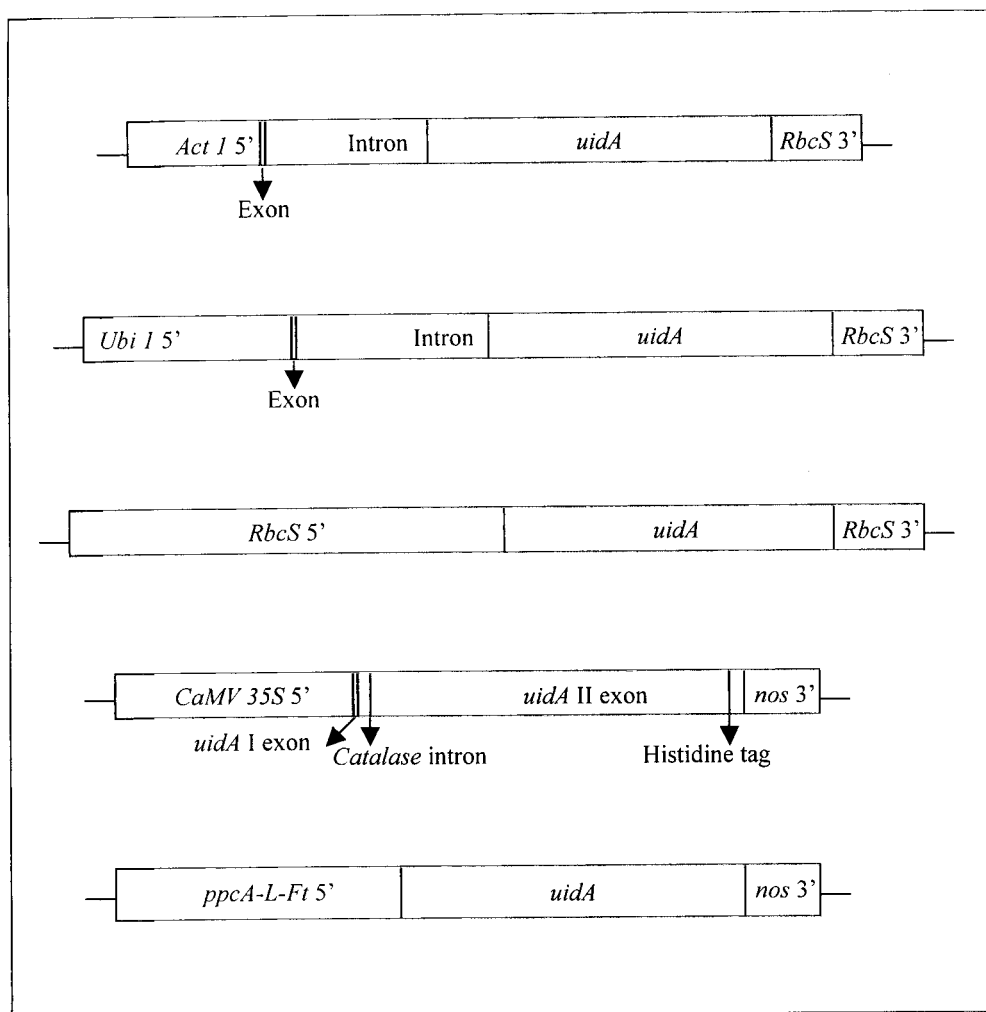 Act 1 5’ Intron uidA RbcS 3’
Exon
Ubi 1 5’ Intron uidA RbcS 3’
Exon
RbcS 5’ uidA RbcS 3’
CaMV 35S 5’ uidA II exon nos 3’
uidA I exon Catalase intron Histidine tag
ppcA-L-Ft 5’ uidA nos 3’